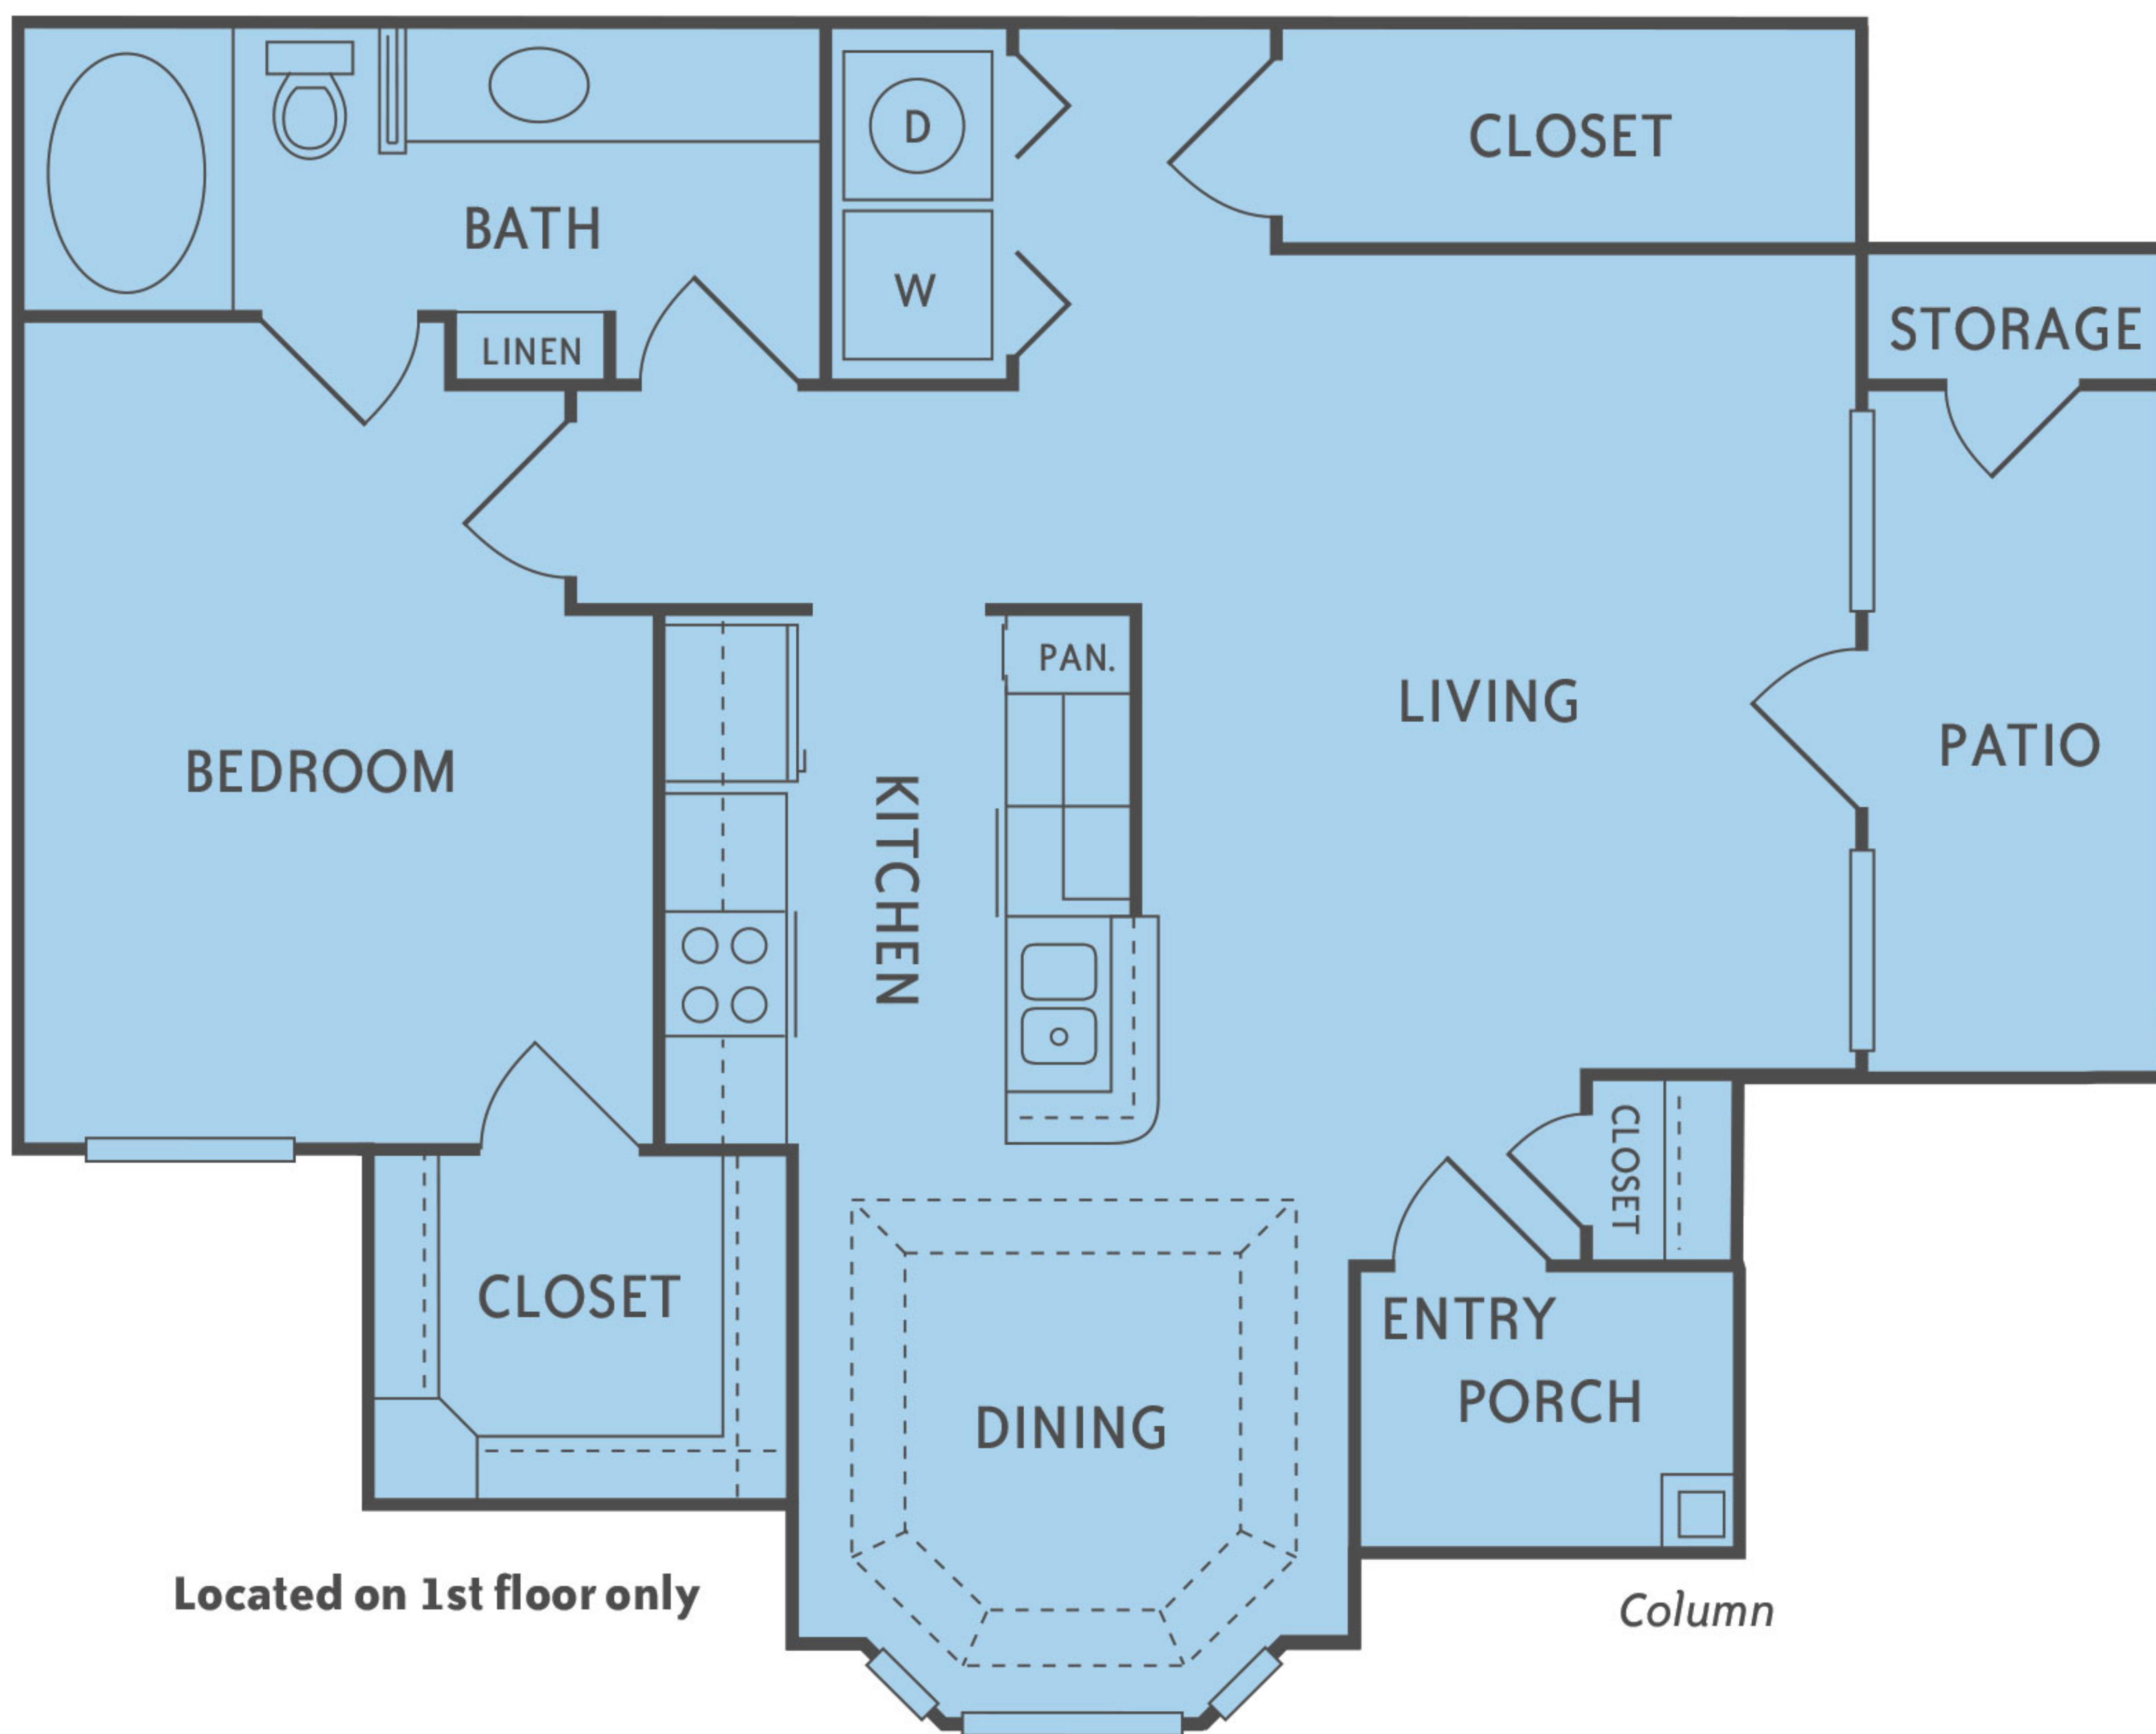 D
CLOSET
BATH
W
STORAGE
LINEN
PAN.
LIVING
PATIO
BEDROOM
KITCHEN
CLOSET
CLOSET
ENTRY
PORCH
DINING
Located on 1st floor only
Column